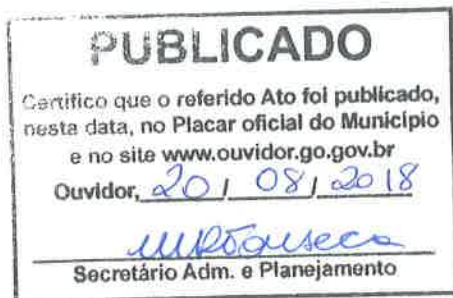 PUBLICADO
Certifico que o referido Ato foi publicado,
nesta data, no Placar oficial do Município
e no site www.ouvidor.go.gov.br
Ouvidor, 20 / 08 / 2018
Secretário Adm. e Planejamento